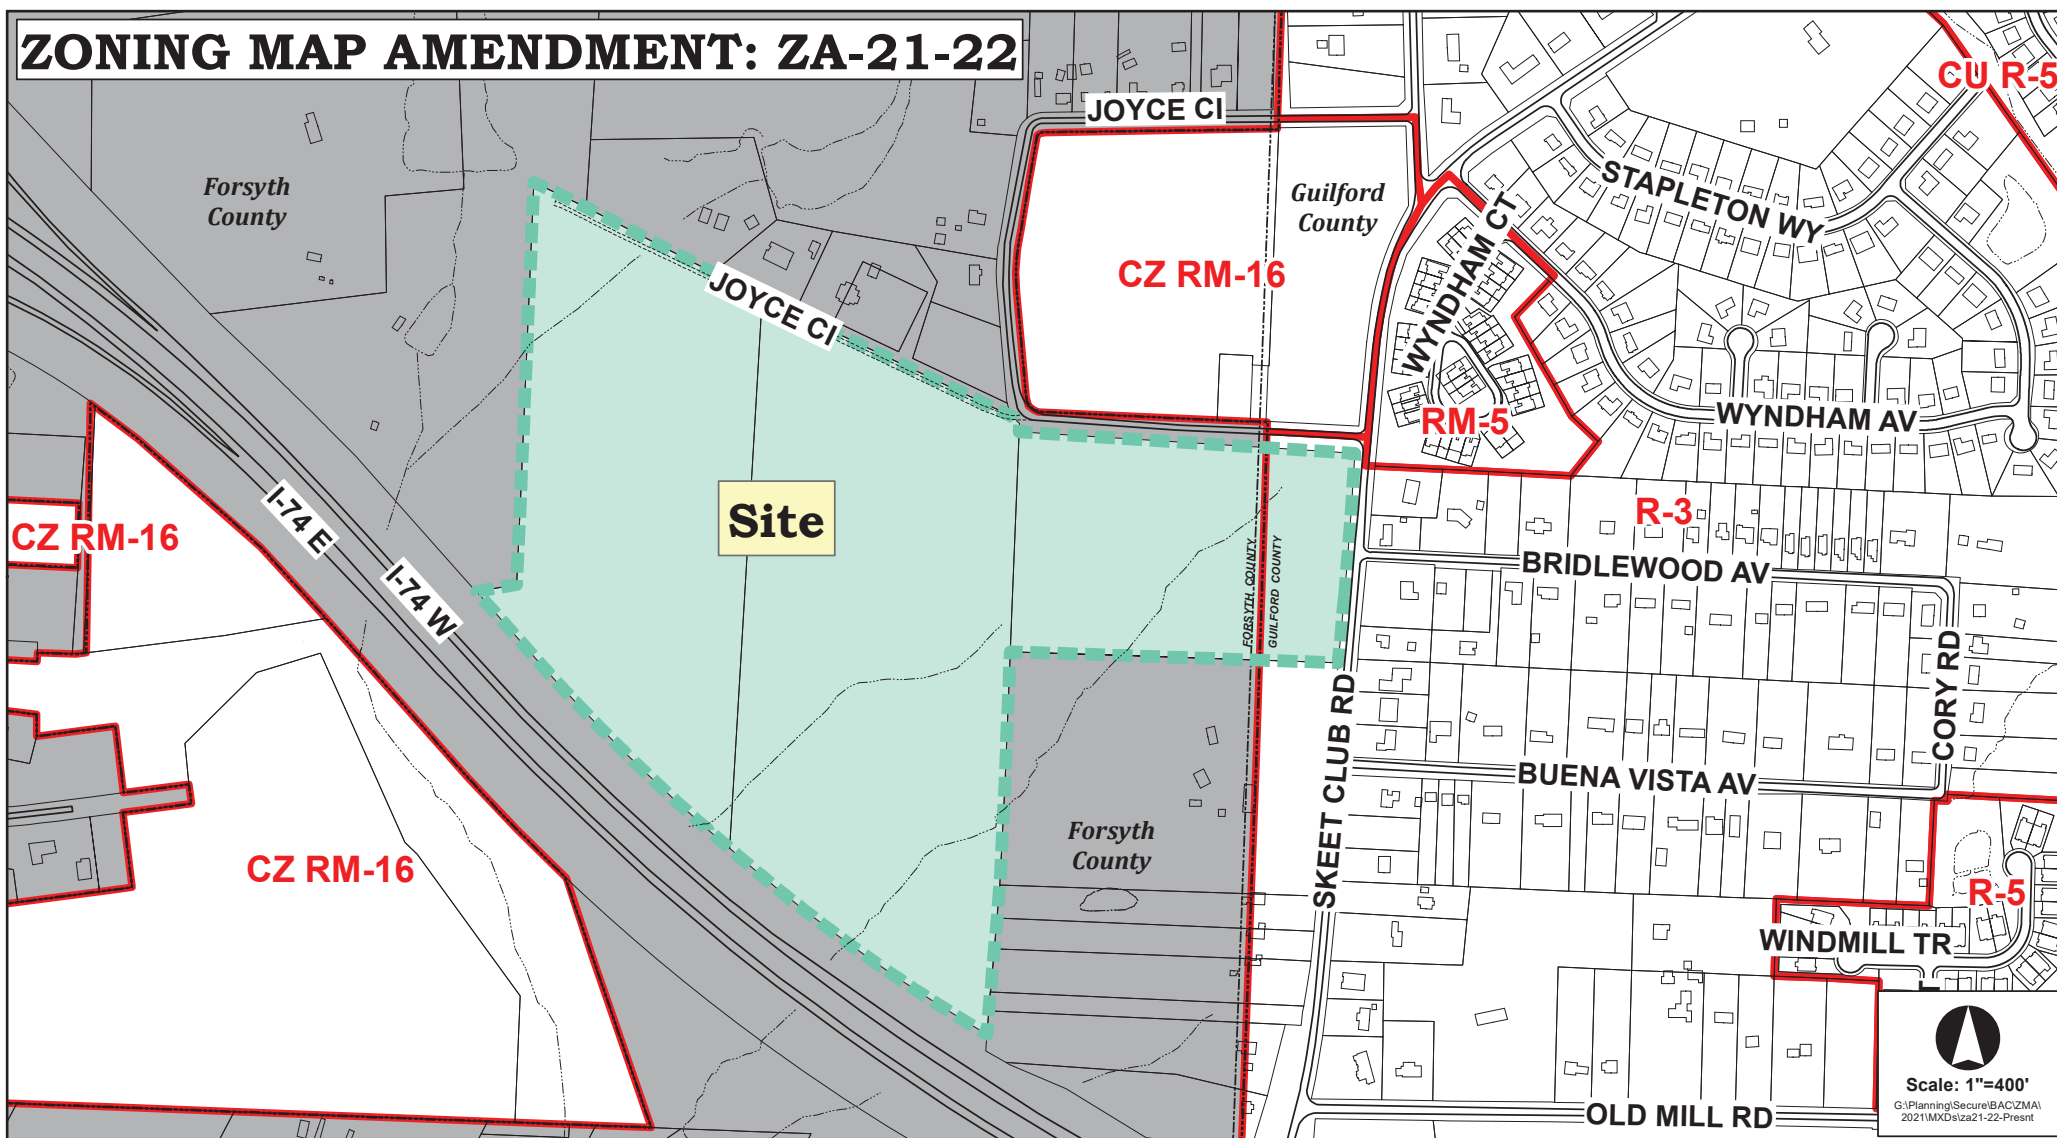 ZONING MAP AMENDMENT: ZA-21-22
CU R-5
JOYCE CI
Forsyth
County
Guilford
County
STAPLETON WY
WYNDHAM CT
CZ RM-16
JOYCE CI
RM-5
WYNDHAM AV
Site
R-3
CZ RM-16
I-74 E
I-74 W
FORSYTH COUNTY
GUILFORD COUNTY
BRIDLEWOOD AV
CORY RD
SKEET CLUB RD
BUENA VISTA AV
Forsyth
County
CZ RM-16
R-5
WINDMILL TR
Scale: 1"=400'
G:\Planning\Secure\BAC\ZMA\
2021\MXDs\za21-22-Presnt
OLD MILL RD